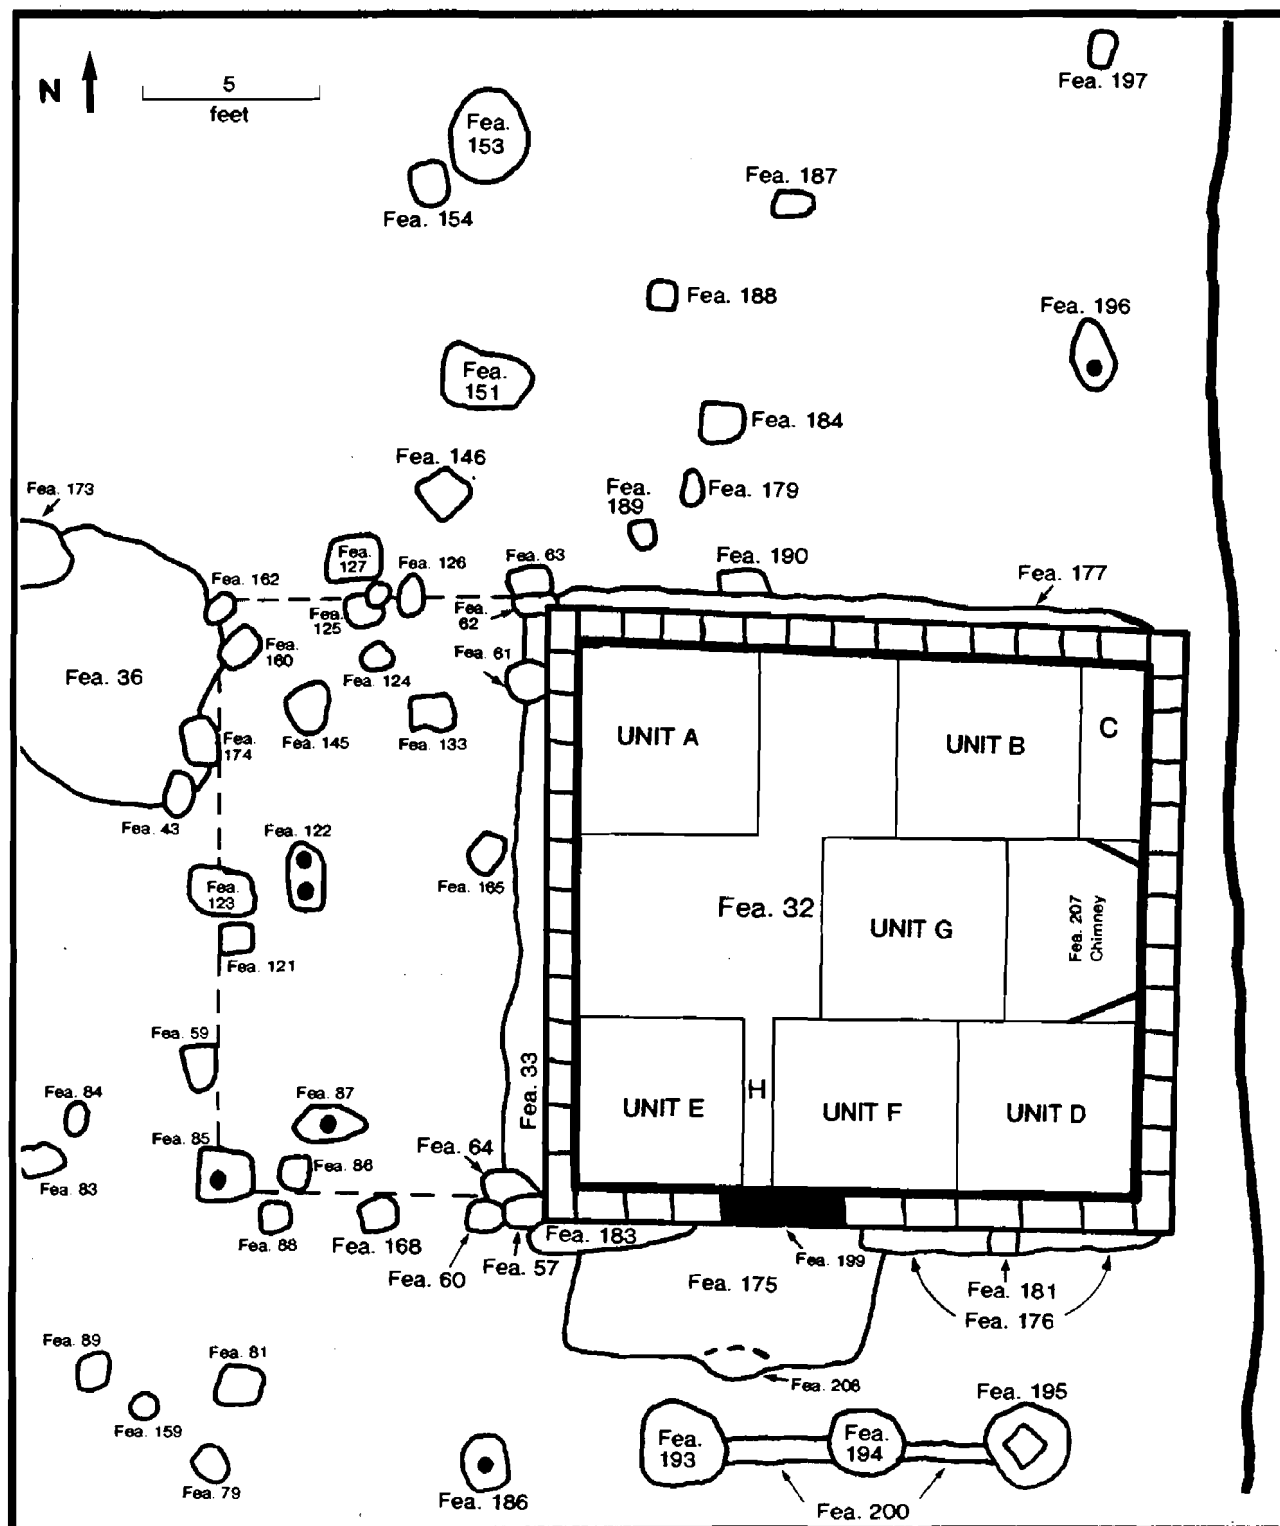 N
5
feet
Fea. 197
Fea.
153
Fea. 154
Fea. 187
Fea. 188
Fea. 196
Fea.
151
Fea. 184
Fea. 146
Fea. 173
Fea.
189
Fea. 179
Fea.
127
Fea. 126
Fea. 63
Fea. 190
Fea. 177
Fea. 162
Fea.
125
Fea.
62
Fea.
160
Fea. 61
Fea. 124
Fea. 36
Fea.
174
Fea. 145
Fea. 133
UNIT A
UNIT B
C
Fea. 43
Fea. 122
Fea. 165
Fea.
123
Fea. 32
UNIT G
Fea. 207
Chimney
Fea. 121
Fea. 59
Fea. 33
Fea. 84
Fea. 87
UNIT E
H
UNIT F
UNIT D
Fea. 85
Fea. 64
Fea. 86
Fea. 83
Fea. 88
Fea. 168
Fea. 60
Fea. 57
Fea. 183
Fea. 199
Fea. 175
Fea. 181
Fea. 176
Fea. 89
Fea. 81
Fea. 208
Fea. 195
Fea. 159
Fea.
193
Fea.
194
Fea. 79
Fea. 186
Fea. 200